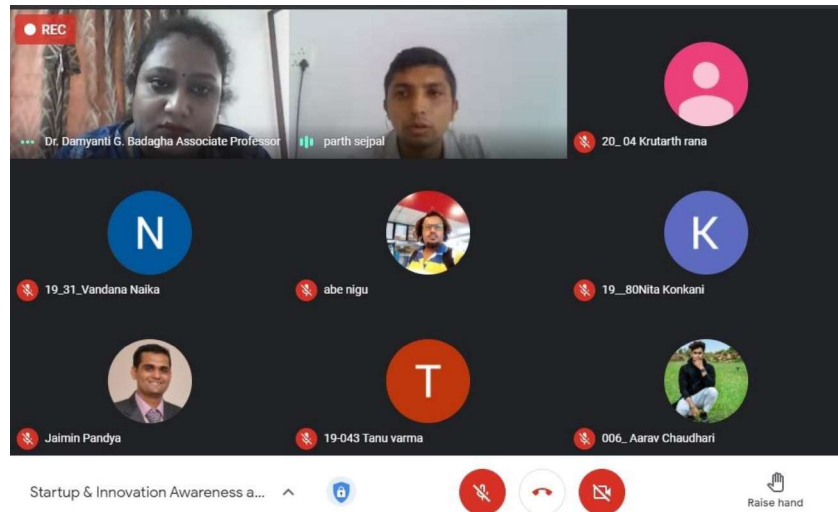 REC
Dr. Damyanti G. Badagha Associate Professor
parth sejpal
20_ 04 Krutarth rana
N
19_31_Vandana Naika
abe nigu
K
19__80Nita Konkani
Jaimin Pandya
T
19-043 Tanu varma
006_ Aarav Chaudhari
Startup & Innovation Awareness a...
Raise hand